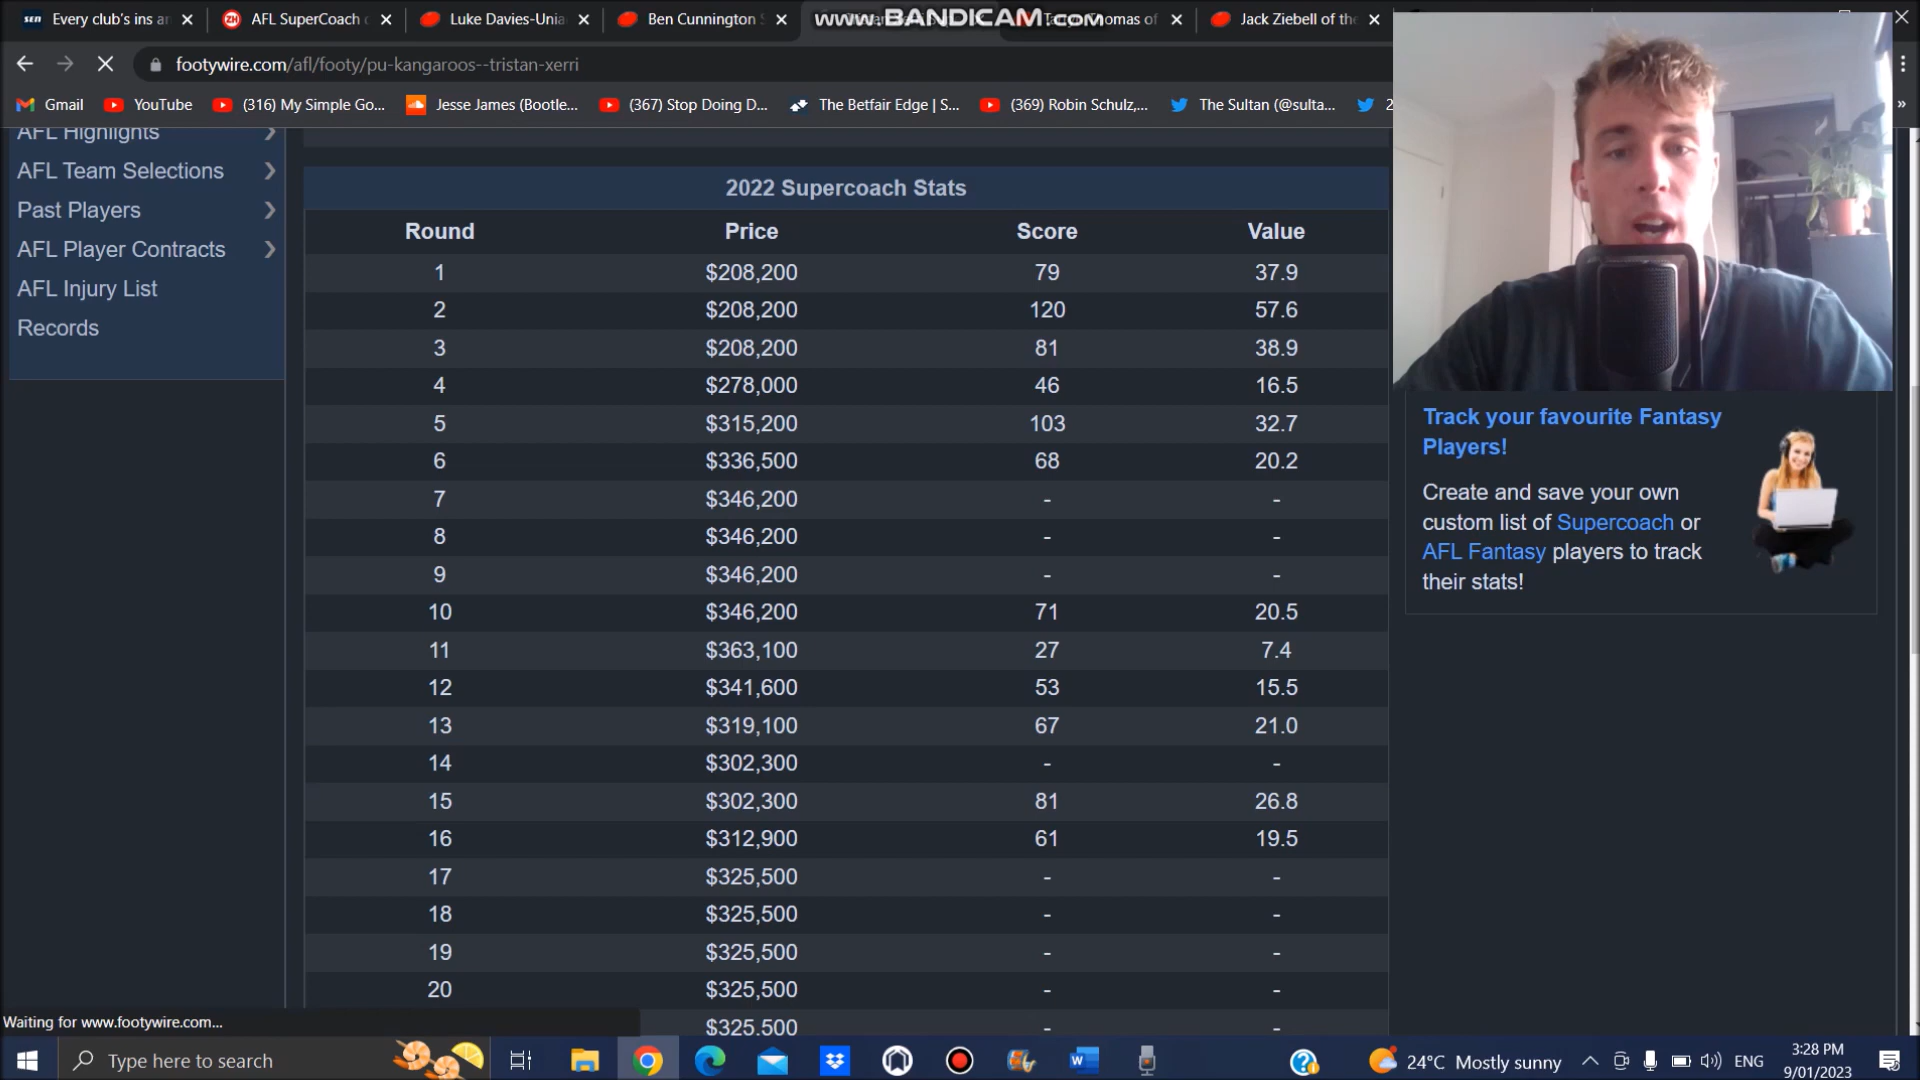 Every club's ins an
AFL SuperCoach
Luke Davies-Unia
Ben Cunnington
www.BANDICAM.com
Tarryn Thomas of
Jack Ziebell of the
footywire.com/afl/footy/pu-kangaroos--tristan-xerri
Gmail
YouTube
(316) My Simple Go...
Jesse James (Bootle...
(367) Stop Doing D...
The Betfair Edge | S...
(369) Robin Schulz,...
The Sultan (@sulta...
2
»
AFL Highlights
AFL Team Selections
Past Players
AFL Player Contracts
AFL Injury List
Records
2022 Supercoach Stats
Round Price Score Value
1 $208,200 79 37.9
2 $208,200 120 57.6
3 $208,200 81 38.9
4 $278,000 46 16.5
5 $315,200 103 32.7
6 $336,500 68 20.2
7 $346,200 - -
8 $346,200 - -
9 $346,200 - -
10 $346,200 71 20.5
11 $363,100 27 7.4
12 $341,600 53 15.5
13 $319,100 67 21.0
14 $302,300 - -
15 $302,300 81 26.8
16 $312,900 61 19.5
17 $325,500 - -
18 $325,500 - -
19 $325,500 - -
20 $325,500 - -
$325,500 - -
Track your favourite Fantasy
Players!
Create and save your own
custom list of Supercoach or
AFL Fantasy players to track
their stats!
Waiting for www.footywire.com...
Type here to search
24°C Mostly sunny
ENG
3:28 PM
9/01/2023